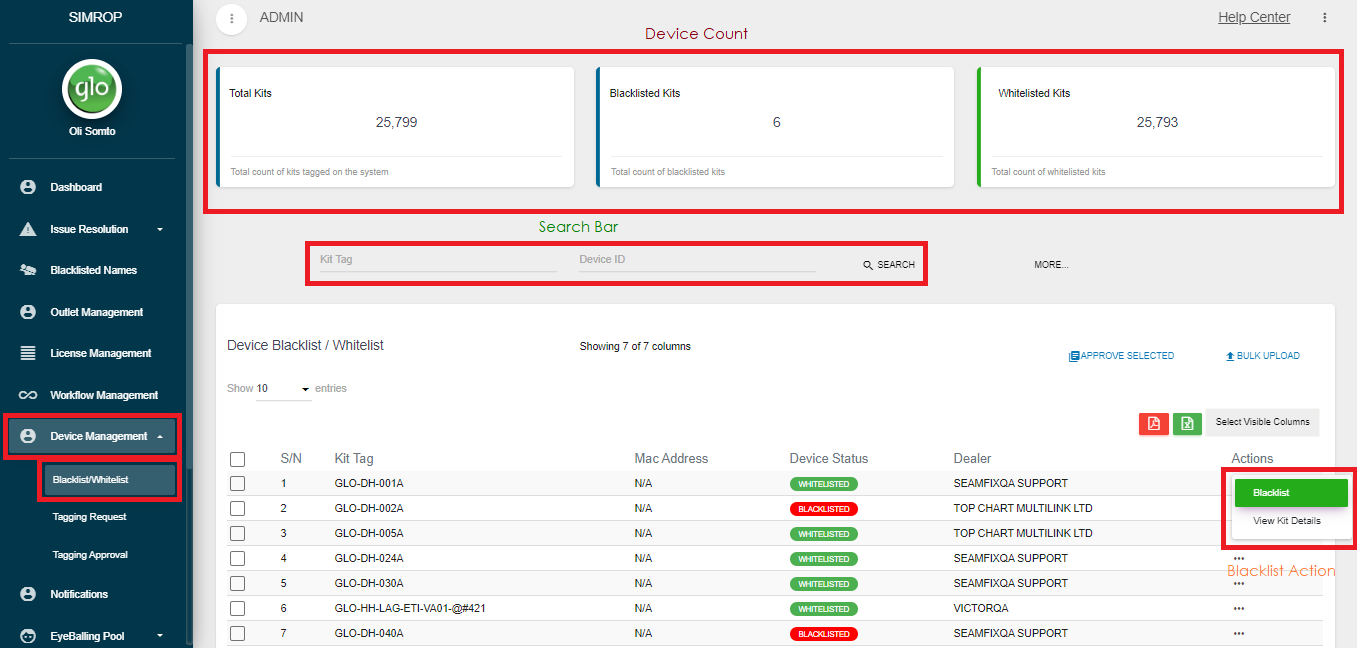 SIMROP
ADMIN
Help Center
Device Count
glo
Oli Somto
Total Kits
25,799
Total count of kits tagged on the system
Blacklisted Kits
6
Total count of blacklisted kits
Whitelisted Kits
25,793
Total count of whitelisted kits
Dashboard
Issue Resolution
Blacklisted Names
Outlet Management
License Management
Workflow Management
Device Management
Blacklist/Whitelist
Tagging Request
Tagging Approval
Notifications
EyeBalling Pool
Search Bar
Kit Tag Device ID SEARCH MORE...
Device Blacklist / Whitelist Showing 7 of 7 columns
APPROVE SELECTED BULK UPLOAD
Show 10 entries
Select Visible Columns
S/N Kit Tag Mac Address Device Status Dealer Actions
1 GLO-DH-001A N/A WHITELISTED SEAMFIXQA SUPPORT
2 GLO-DH-002A N/A BLACKLISTED TOP CHART MULTILINK LTD
3 GLO-DH-005A N/A WHITELISTED TOP CHART MULTILINK LTD
4 GLO-DH-024A N/A WHITELISTED SEAMFIXQA SUPPORT
5 GLO-DH-030A N/A WHITELISTED SEAMFIXQA SUPPORT
6 GLO-HH-LAG-ETI-VA01-@#421 N/A WHITELISTED VICTORQA
7 GLO-DH-040A N/A BLACKLISTED SEAMFIXQA SUPPORT
Blacklist
View Kit Details
Blacklist Action